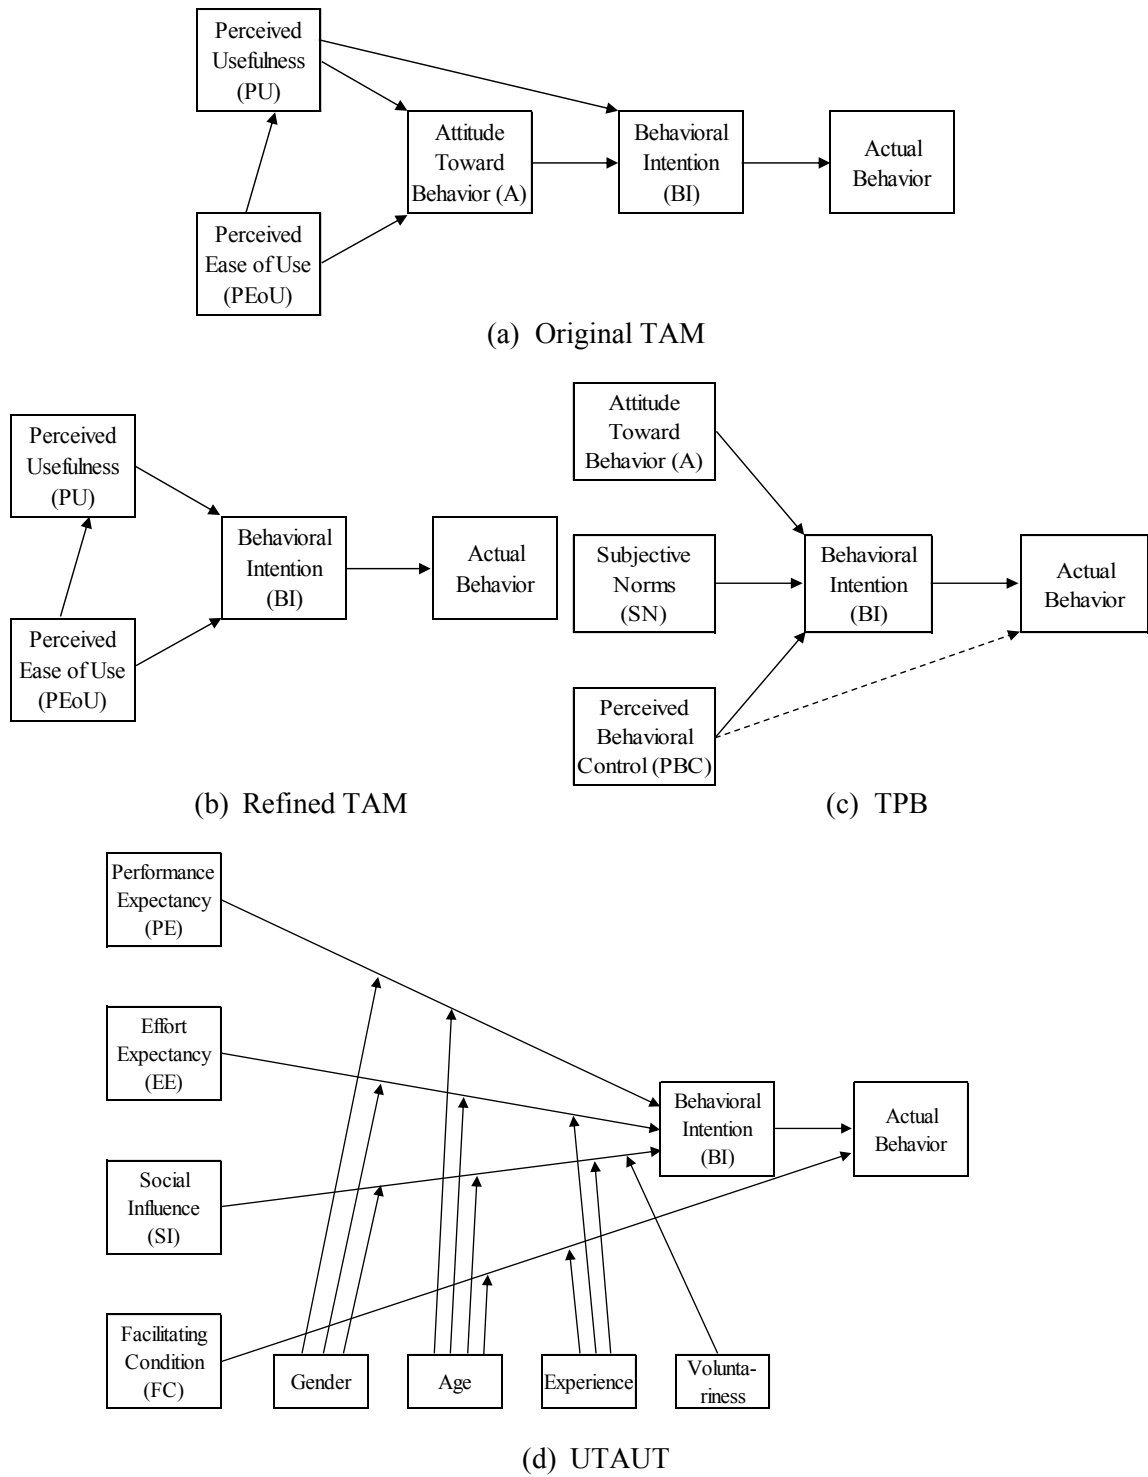 Perceived
Usefulness
(PU)
Attitude
Toward
Behavior (A)
Behavioral
Intention
(BI)
Actual
Behavior
Perceived
Ease of Use
(PEoU)
(a) Original TAM
Perceived
Usefulness
(PU)
Behavioral
Intention
(BI)
Actual
Behavior
Perceived
Ease of Use
(PEoU)
(b) Refined TAM
Attitude
Toward
Behavior (A)
Subjective
Norms
(SN)
Behavioral
Intention
(BI)
Actual
Behavior
Perceived
Behavioral
Control (PBC)
(c) TPB
Performance
Expectancy
(PE)
Effort
Expectancy
(EE)
Behavioral
Intention
(BI)
Actual
Behavior
Social
Influence
(SI)
Facilitating
Condition
(FC)
Gender
Age
Experience
Volunta-
riness
(d) UTAUT